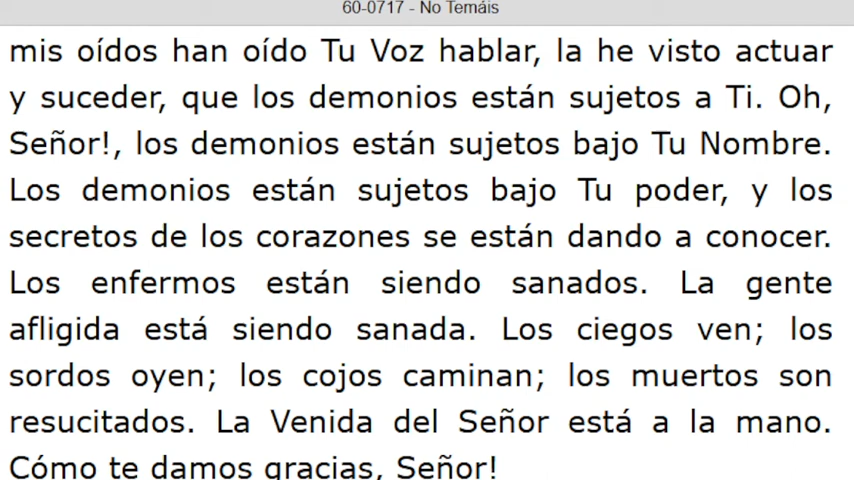 60-0717 - No Temáis
mis oídos han oído Tu Voz hablar, la he visto actuar
y suceder, que los demonios están sujetos a Ti. Oh,
Señor!, los demonios están sujetos bajo Tu Nombre.
Los demonios están sujetos bajo Tu poder, y los
secretos de los corazones se están dando a conocer.
Los enfermos están siendo sanados. La gente
afligida está siendo sanada. Los ciegos ven; los
sordos oyen; los cojos caminan; los muertos son
resucitados. La Venida del Señor está a la mano.
Cómo te damos gracias, Señor!